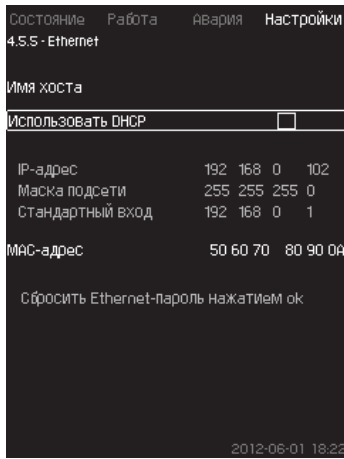 Состояние Работа Авария Настройки
4.5.5 - Ethernet
Имя хоста
Использовать DHCP
IP-адрес 192 168 0 102
Маска подсети 255 255 255 0
Стандартный вход 192 168 0 1
MAC-адрес 50 60 70 80 90 0A
Сбросить Ethernet-пароль нажатием ok
2012-06-01 18:22